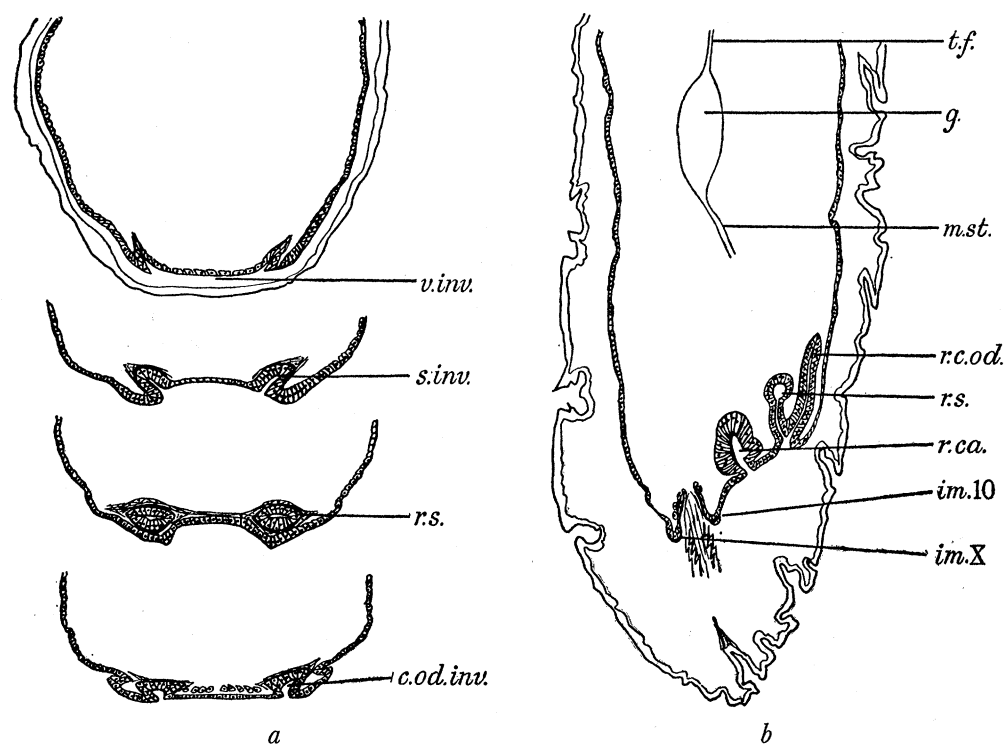 v.inv.
s.inv.
r.s.
c.od.inv.
a
t.f.
g.
m.st.
r.c.od.
r.s.
r.ca.
im.10
im.X
b